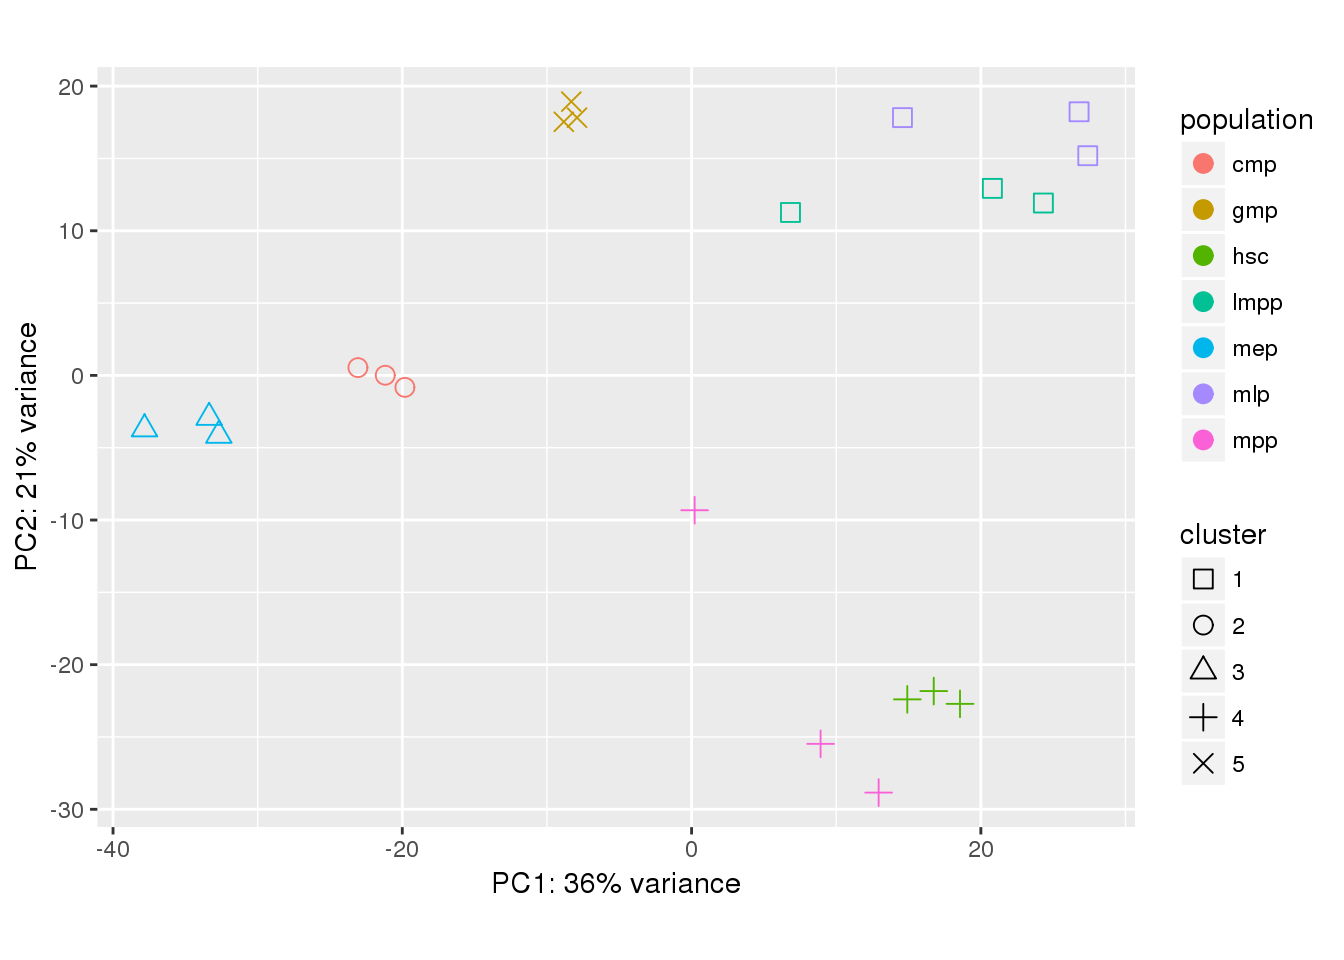 20
10
0
-10
-20
-30
-40
-20
0
20
PC1: 36% variance
PC2: 21% variance
population
cmp
gmp
hsc
lmpp
mep
mlp
mpp
cluster
1
2
3
4
5